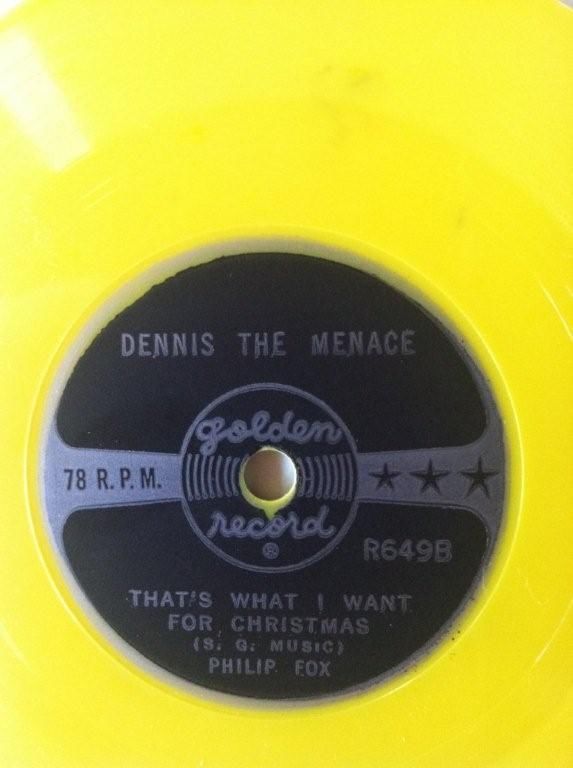 DENNIS THE MENACE
golden
78 R.P.M.
record
®
R649B
THAT'S WHAT I WANT
FOR CHRISTMAS
(S. G. MUSIC)
PHILIP FOX